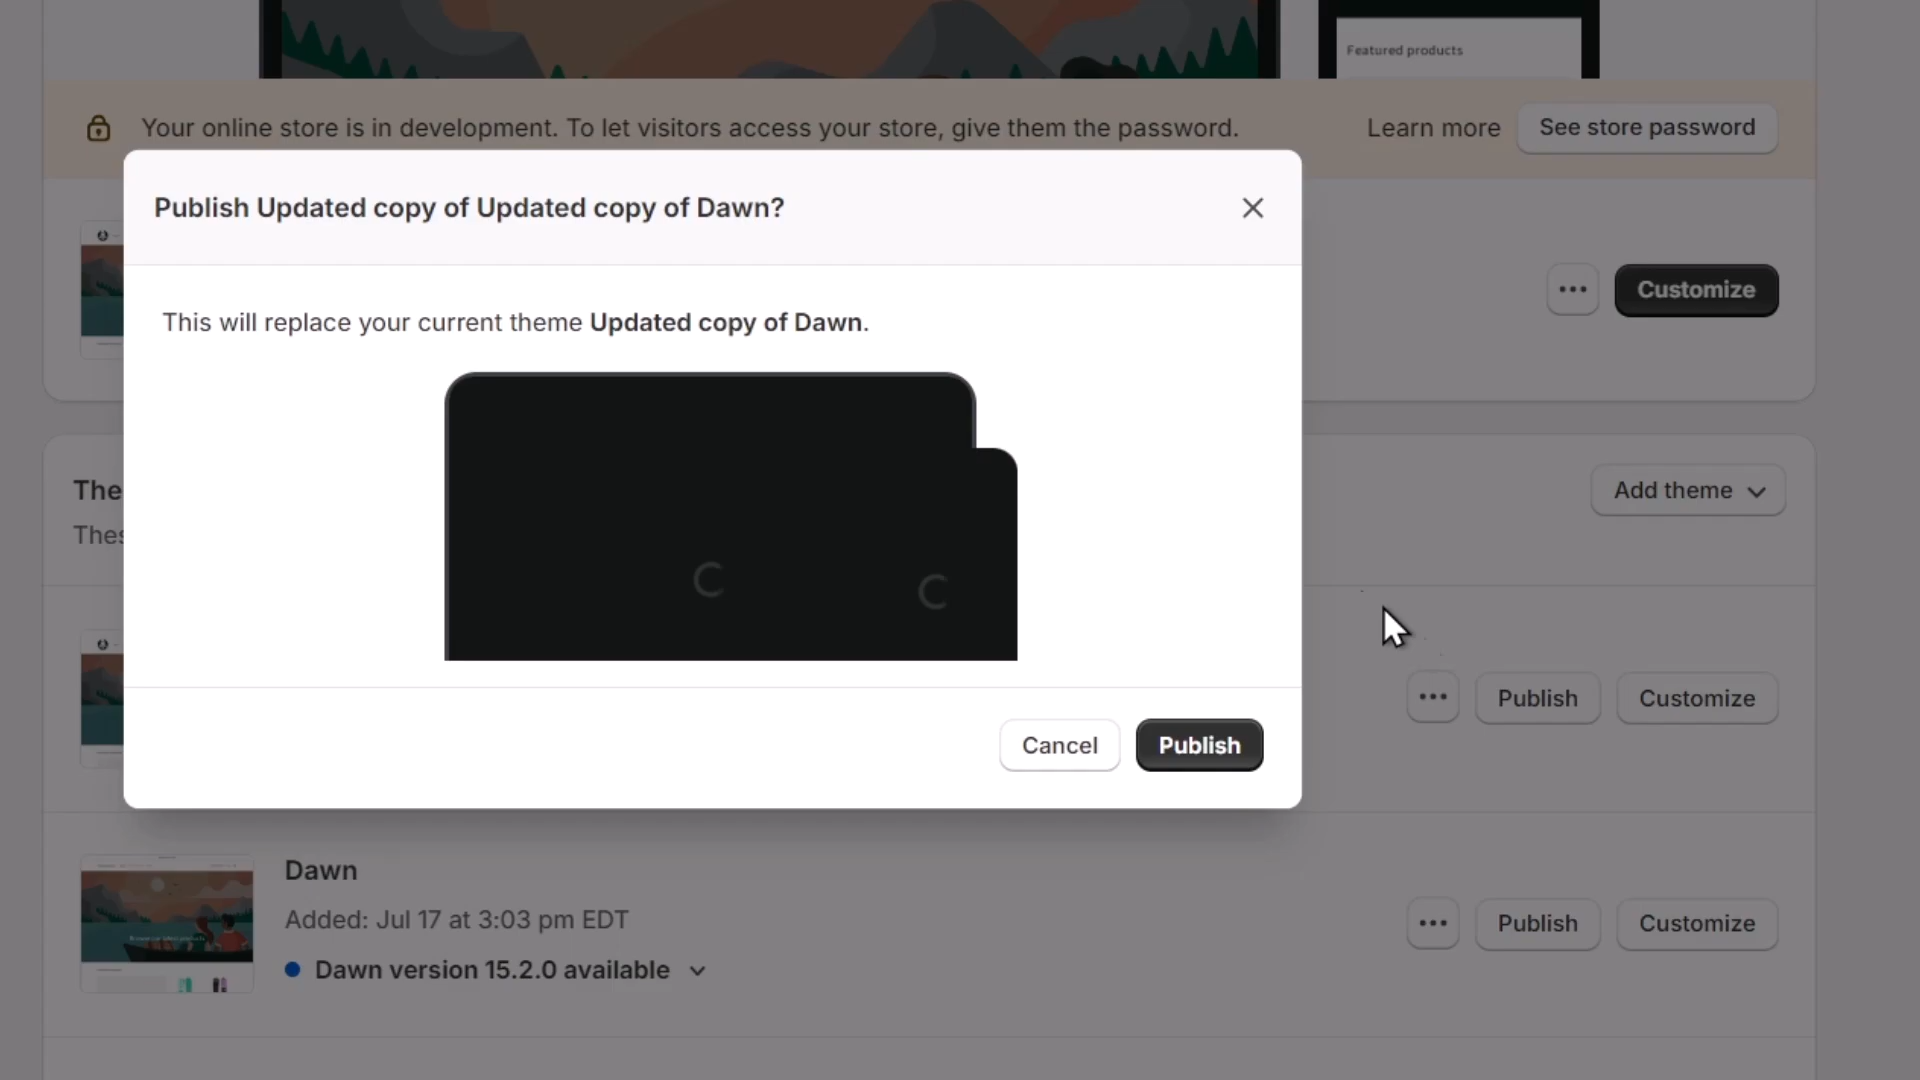 Featured products
Your online store is in development. To let visitors access your store, give them the password.
Learn more
See store password
Publish Updated copy of Updated copy of Dawn?
Customize
This will replace your current theme Updated copy of Dawn.
The
Thes
Add theme
Publish
Customize
Cancel
Publish
Dawn
Added: Jul 17 at 3:03 pm EDT
Dawn version 15.2.0 available
Publish
Customize